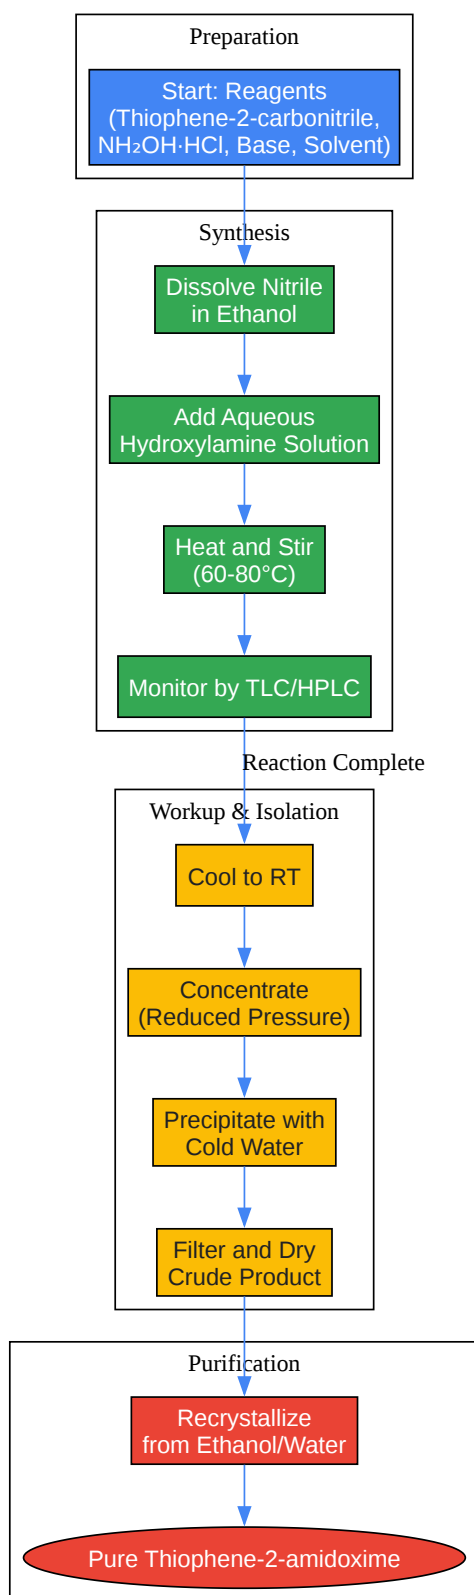 Preparation
Start: Reagents
(Thiophene-2-carbonitrile,
NH₂OH·HCl, Base, Solvent)
Synthesis
Dissolve Nitrile
in Ethanol
Add Aqueous
Hydroxylamine Solution
Heat and Stir
(60-80°C)
Monitor by TLC/HPLC
Reaction Complete
Workup & Isolation
Cool to RT
Concentrate
(Reduced Pressure)
Precipitate with
Cold Water
Filter and Dry
Crude Product
Purification
Recrystallize
from Ethanol/Water
Pure Thiophene-2-amidoxime